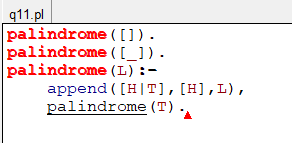 q11.pl
palindrome([]).
palindrome([_]).
palindrome(L):-
    append([H|T],[H],L),
    palindrome(T).